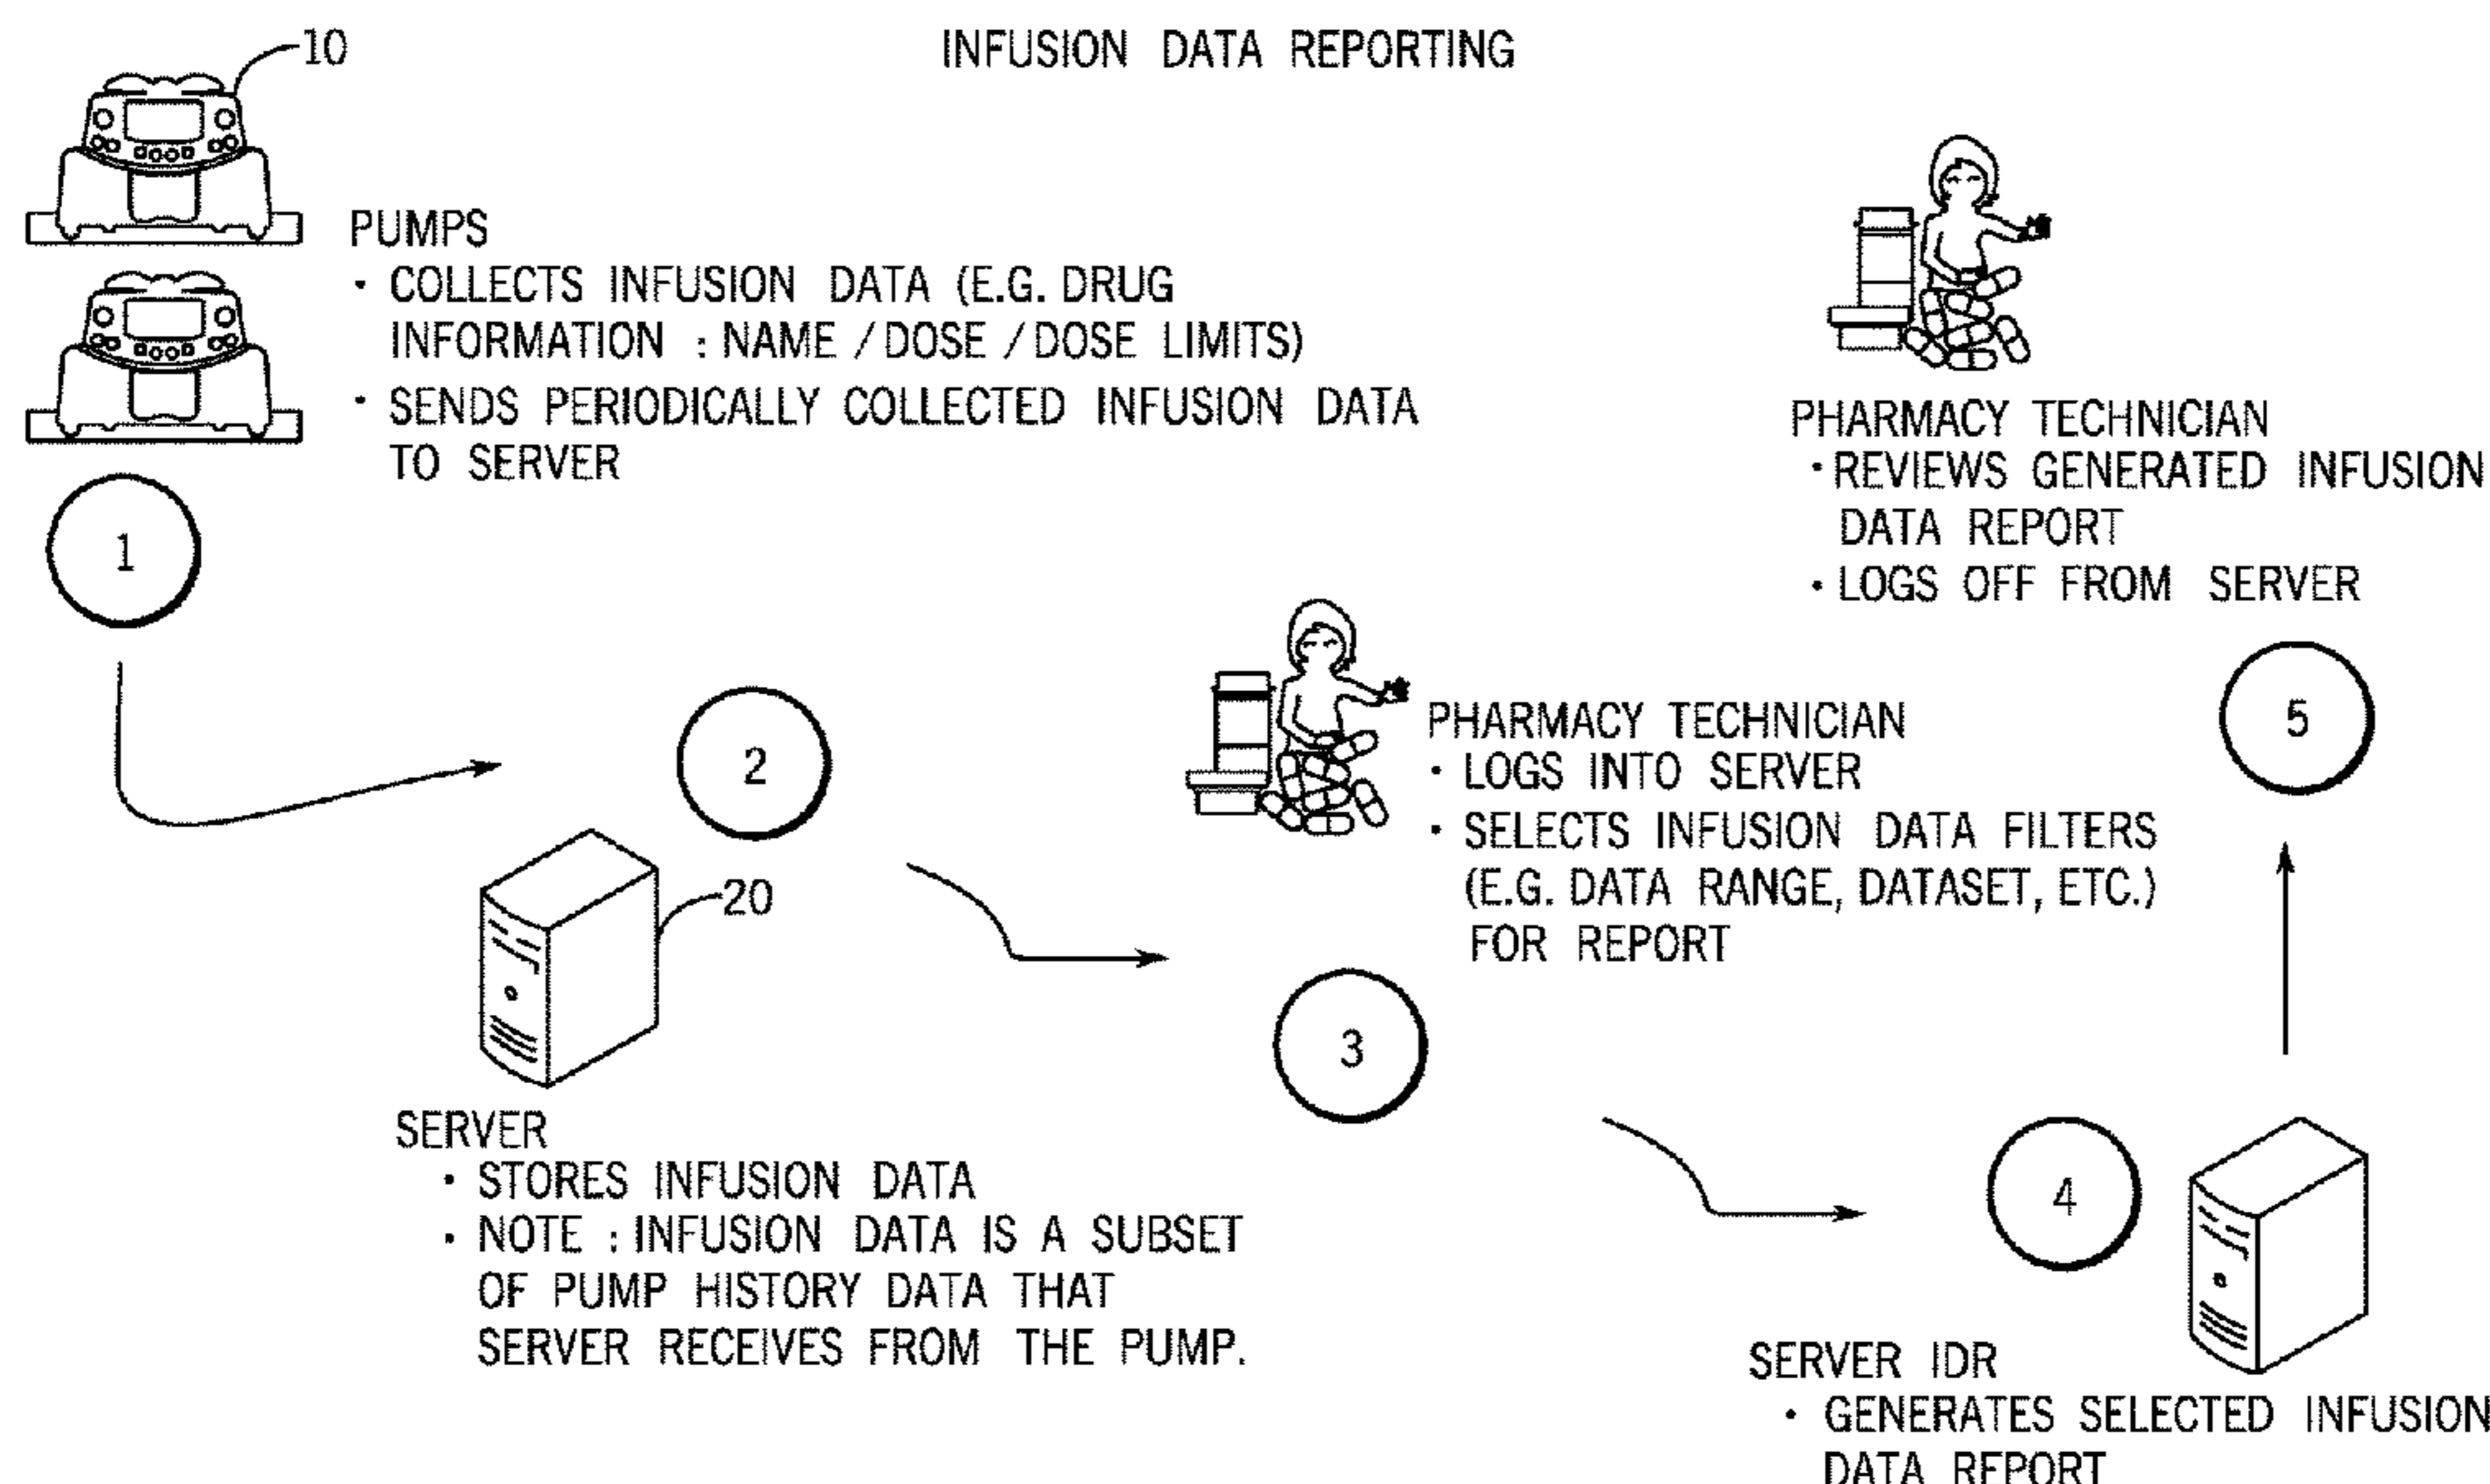 INFUSION DATA REPORTING
10
PUMPS
· COLLECTS INFUSION DATA (E.G. DRUG
INFORMATION : NAME / DOSE / DOSE LIMITS)
· SENDS PERIODICALLY COLLECTED INFUSION DATA
TO SERVER
1
2
20
SERVER
· STORES INFUSION DATA
· NOTE : INFUSION DATA IS A SUBSET
OF PUMP HISTORY DATA THAT
SERVER RECEIVES FROM THE PUMP.
PHARMACY TECHNICIAN
· LOGS INTO SERVER
· SELECTS INFUSION DATA FILTERS
(E.G. DATA RANGE, DATASET, ETC.)
FOR REPORT
3
4
SERVER IDR
· GENERATES SELECTED INFUSION
DATA REPORT
PHARMACY TECHNICIAN
· REVIEWS GENERATED INFUSION
DATA REPORT
· LOGS OFF FROM SERVER
5